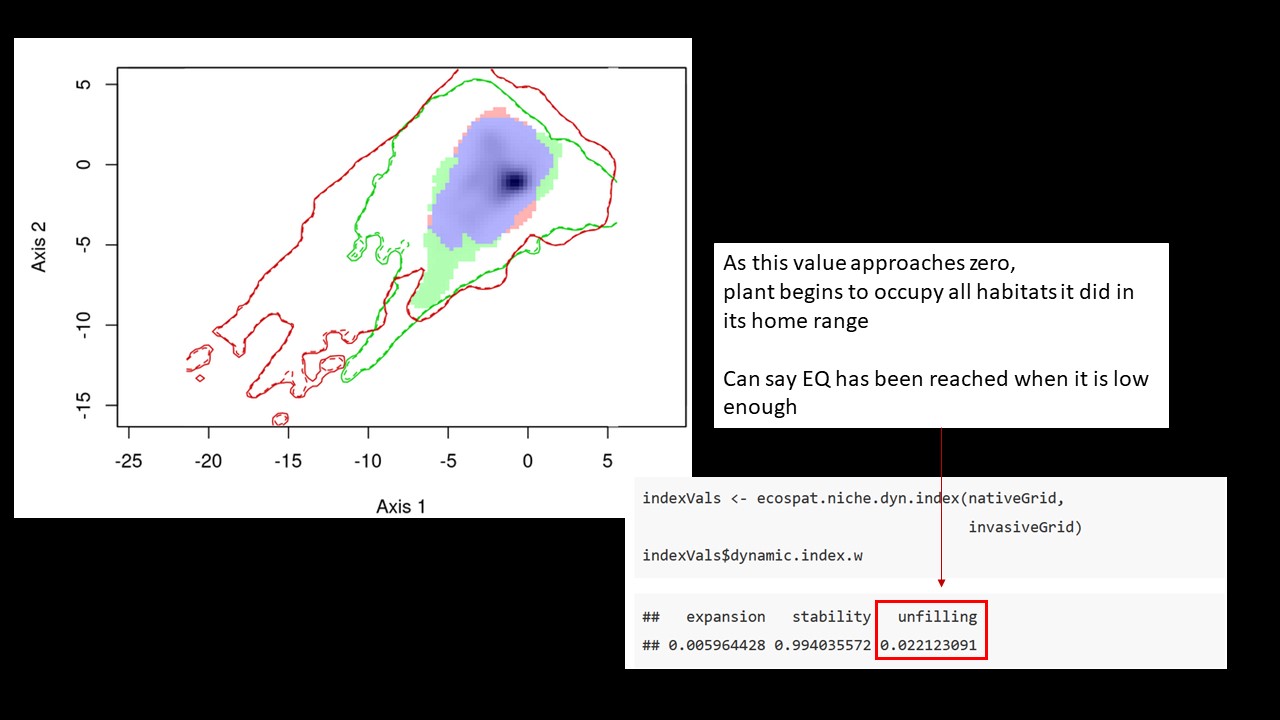 5
0
-5
-10
-15
Axis 2
-25 -20 -15 -10 -5 0 5
Axis 1
As this value approaches zero,
plant begins to occupy all habitats it did in
its home range
Can say EQ has been reached when it is low
enough
indexVals <- ecospat.niche.dyn.index(nativeGrid,
invasiveGrid)
indexVals$dynamic.index.w
## expansion stability unfilling
## 0.005964428 0.994035572 0.022123091